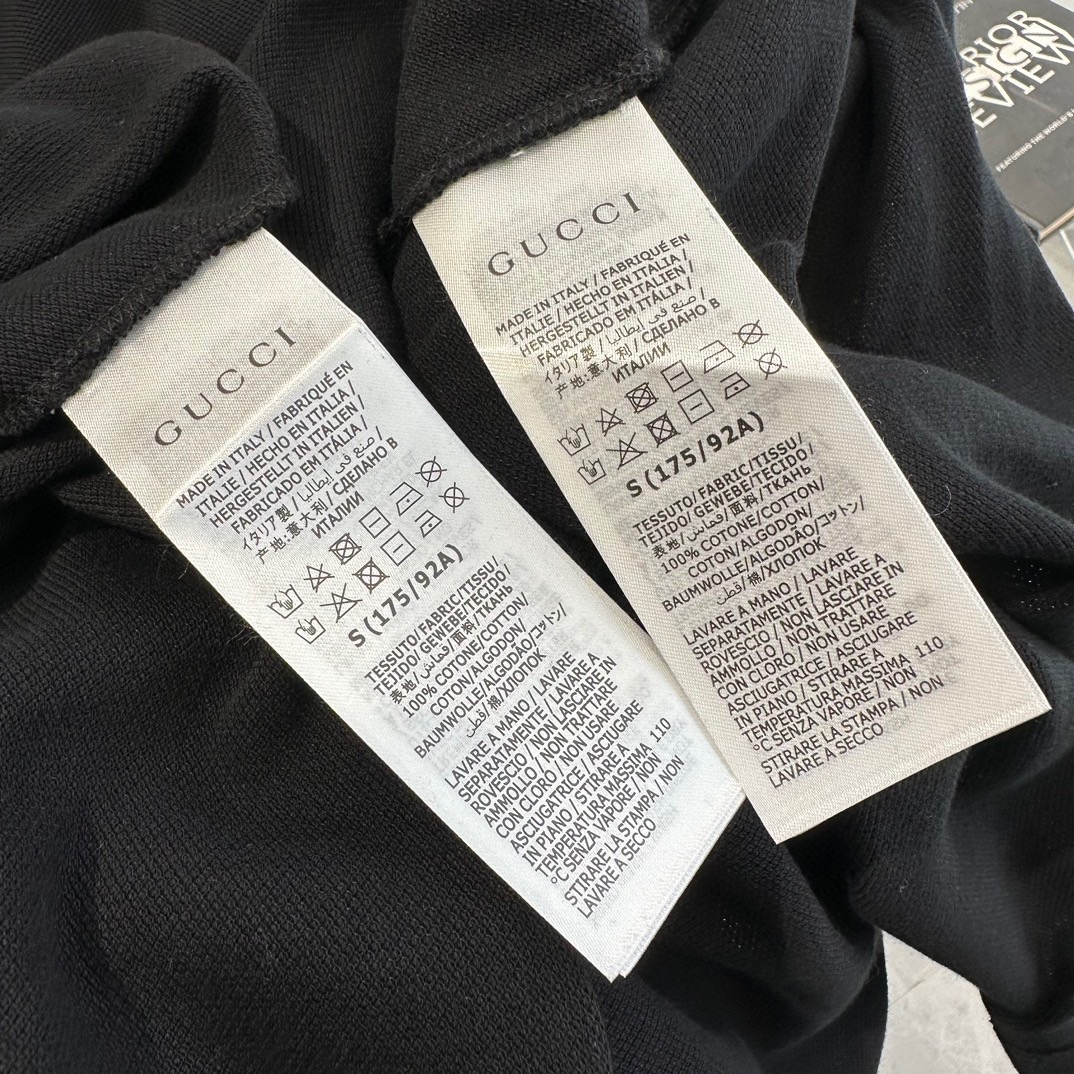 GUCCI
MADE IN ITALY / FABRIQUÉ EN
ITALIE / HECHO EN ITALIA /
HERGESTELLT IN ITALIEN /
FABRICADO EM ITÁLIA /
イタリア製 / صنع في إيطاليا / СДЕЛАНО В
产地:意大利 / ИТАЛИИ
S (175/92A)
TESSUTO/FABRIC/TISSU/
TEJIDO/ GEWEBE/TECIDO/
表地/ قماش/ 面料/ТКАНЬ
100% COTONE/COTTON/
COTON/ALGODON/
BAUMWOLLE/ALGODÃO/コットン/
قطن/ 棉/ХЛОПОК
LAVARE A MANO / LAVARE
SEPARATAMENTE / LAVARE A
ROVESCIO / NON LASCIARE IN
AMMOLLO / NON TRATTARE
CON CLORO / NON USARE
ASCIUGATRICE / ASCIUGARE
IN PIANO / STIRARE A
TEMPERATURA MASSIMA 110
°C SENZA VAPORE / NON
STIRARE LA STAMPA / NON
LAVARE A SECCO
GUCCI
MADE IN ITALY / FABRIQUÉ EN
ITALIE / HECHO EN ITALIA /
HERGESTELLT IN ITALIEN /
FABRICADO EM ITÁLIA /
イタリア製 / صنع في إيطاليا / СДЕЛАНО В
产地:意大利 / ИТАЛИИ
S (175/92A)
TESSUTO/FABRIC/TISSU/
TEJIDO/ GEWEBE/TECIDO/
表地/ قماش/ 面料/ТКАНЬ
100% COTONE/COTTON/
COTON/ALGODON/
BAUMWOLLE/ALGODÃO/コットン/
قطن/ 棉/ХЛОПОК
LAVARE A MANO / LAVARE
SEPARATAMENTE / LAVARE A
ROVESCIO / NON LASCIARE IN
AMMOLLO / NON TRATTARE
CON CLORO / NON USARE
ASCIUGATRICE / ASCIUGARE
IN PIANO / STIRARE A
TEMPERATURA MASSIMA 110
°C SENZA VAPORE / NON
STIRARE LA STAMPA / NON
LAVARE A SECCO
FEATURING THE WORLD'S